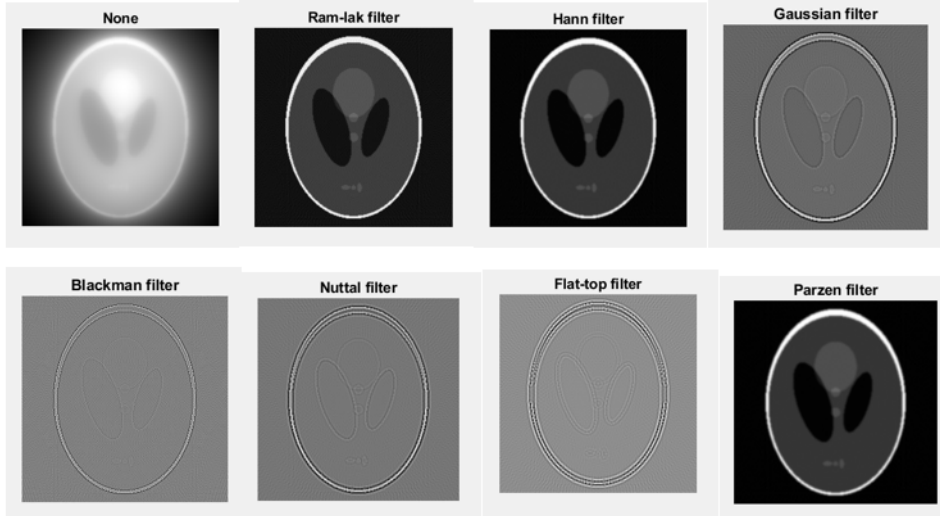 None
Ram-lak filter
Hann filter
Gaussian filter
Blackman filter
Nuttal filter
Flat-top filter
Parzen filter